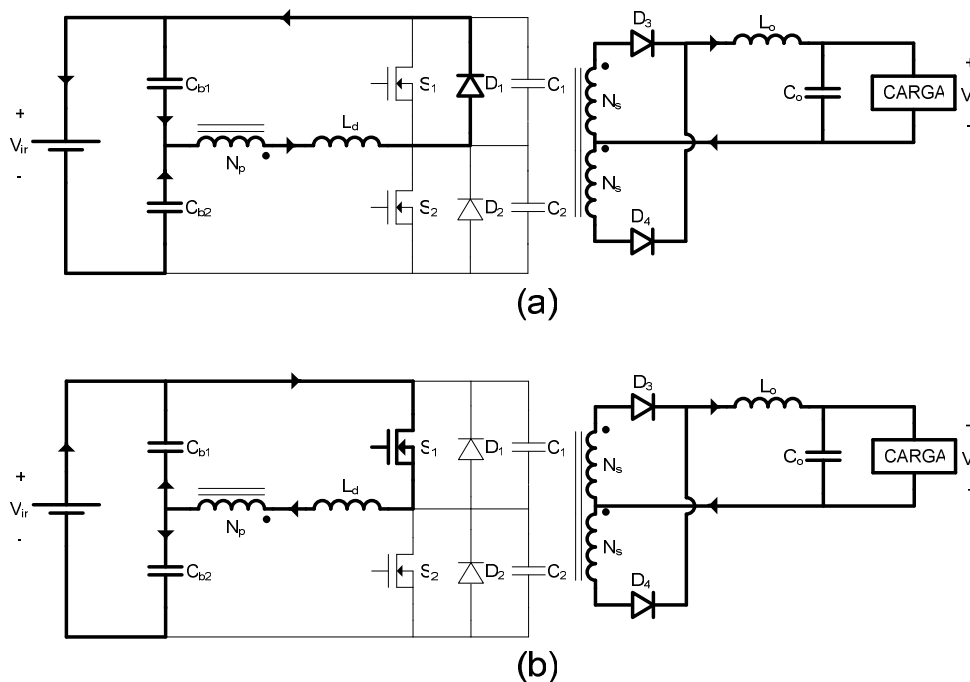 D3
Lo
+
Cb1
S1
D1
C1
Ns
Co
CARGA
V
+
Vir
-
Np
Ld
-
Cb2
S2
D2
C2
Ns
D4
(a)
D3
Lo
+
Cb1
S1
D1
C1
Ns
Co
CARGA
V
+
Vir
-
Np
Ld
-
Cb2
S2
D2
C2
Ns
D4
(b)